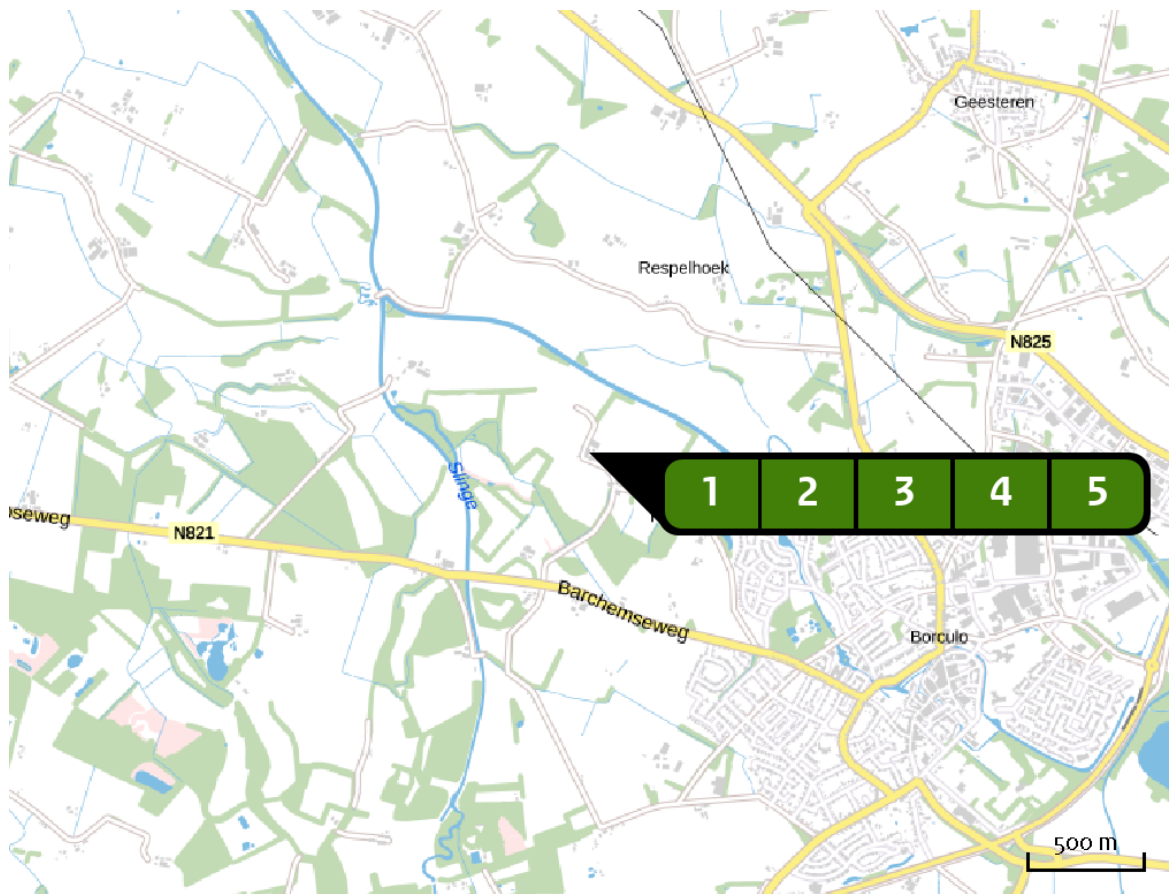 Geesteren
Respelhoek
N825
Slinge
1 2 3 4 5
seweg
N821
Barchemseweg
Borculo
500 m